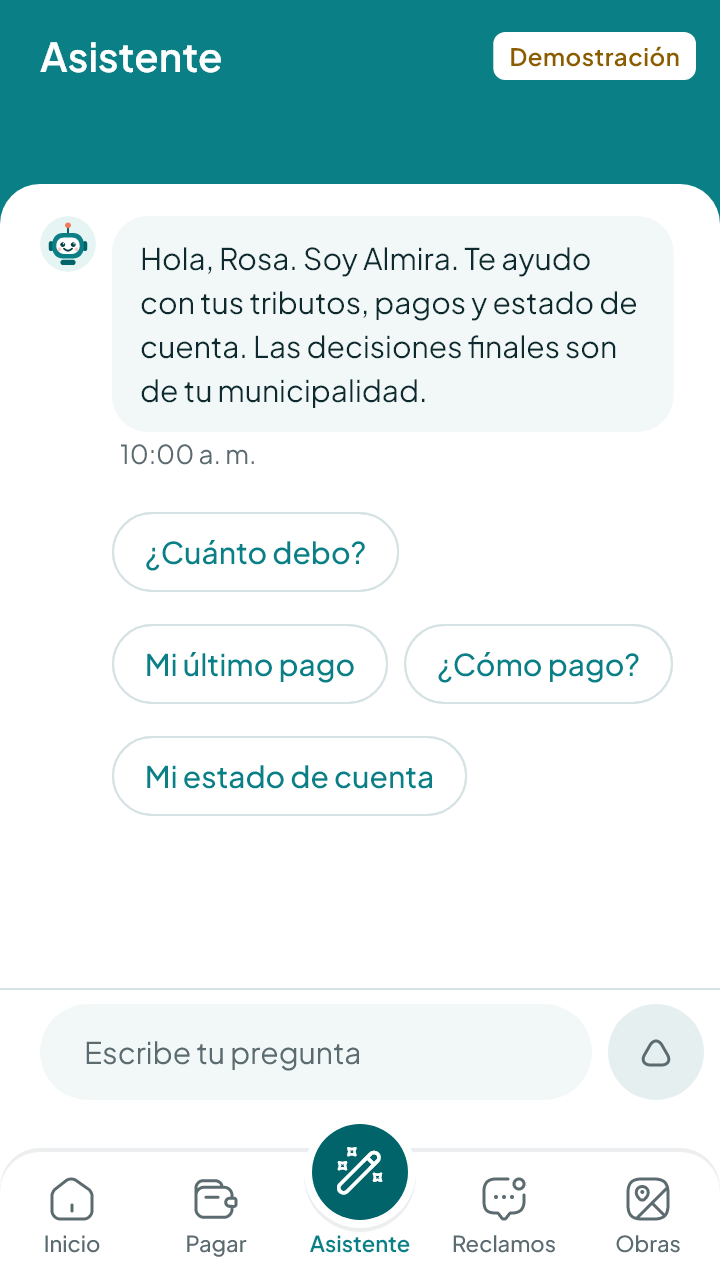 Asistente
Demostración
Hola, Rosa. Soy Almira. Te ayudo
con tus tributos, pagos y estado de
cuenta. Las decisiones finales son
de tu municipalidad.
10:00 a. m.
¿Cuánto debo?
Mi último pago
¿Cómo pago?
Mi estado de cuenta
Escribe tu pregunta
Inicio
Pagar
Asistente
Reclamos
Obras